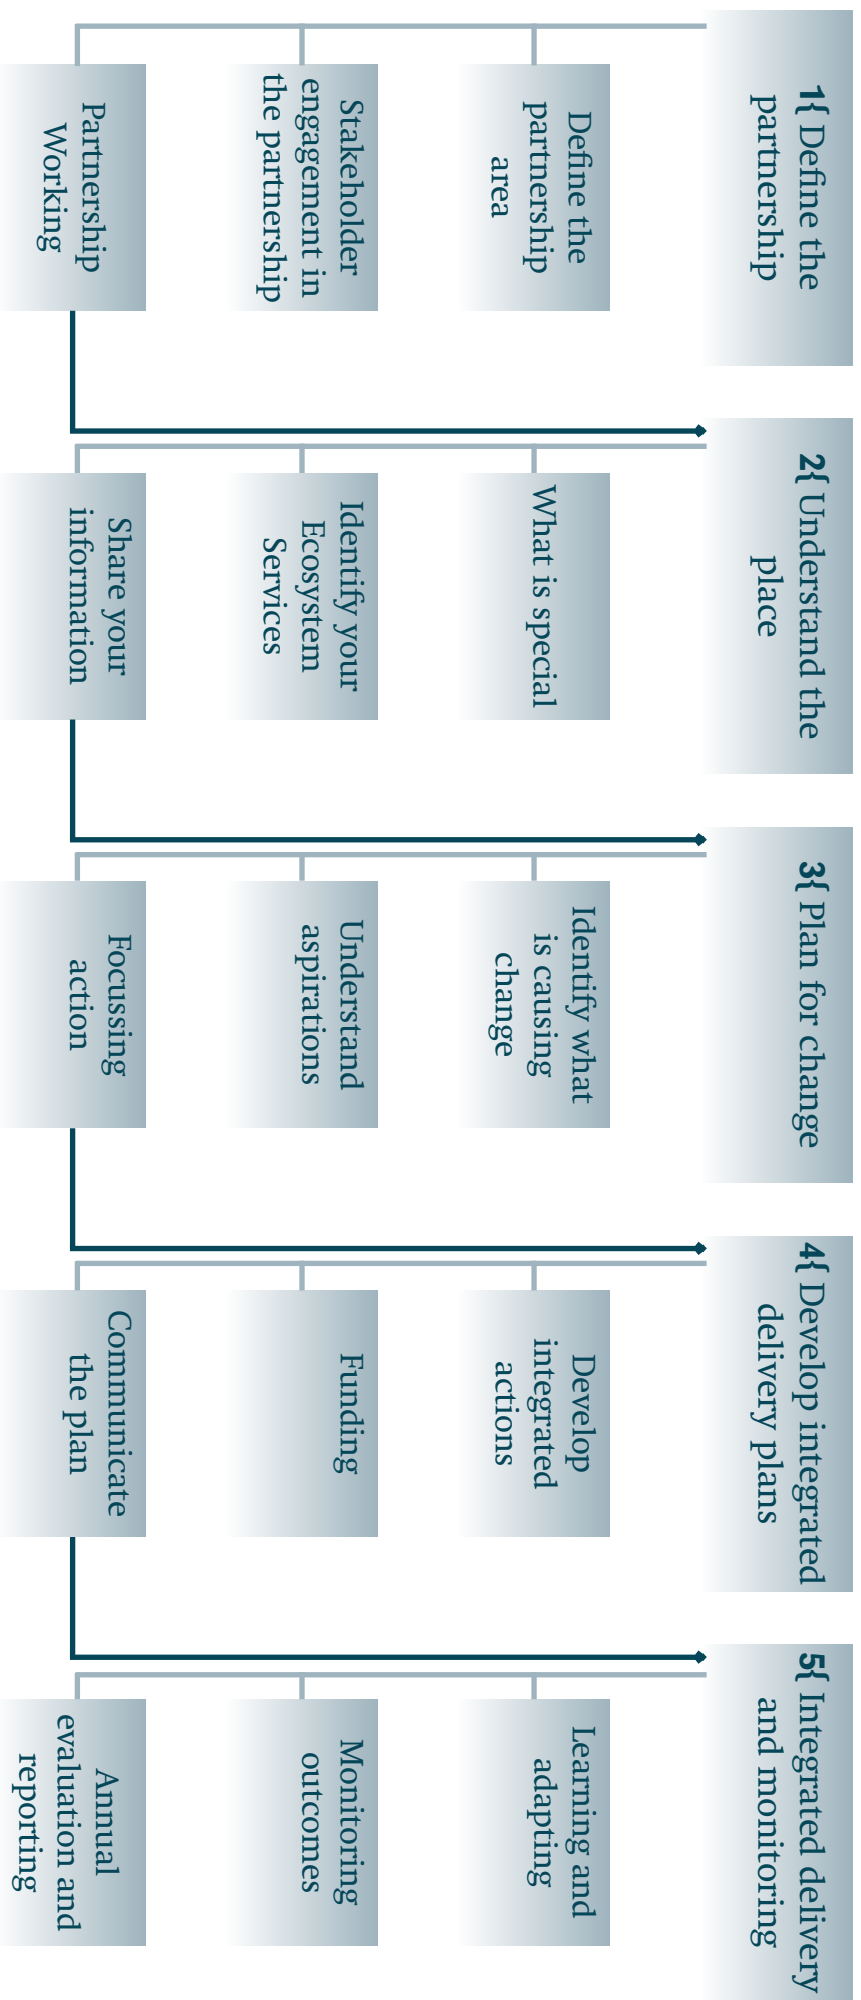 1{ Define the
partnership
Define the
partnership
area
Stakeholder
engagement in
the partnership
Partnership
Working
2{ Understand the
place
What is special
Identify your
Ecosystem
Services
Share your
information
3{ Plan for change
Identify what
is causing
change
Understand
aspirations
Focussing
action
4{ Develop integrated
delivery plans
Develop
integrated
actions
Funding
Communicate
the plan
5{ Integrated delivery
and monitoring
Learning and
adapting
Monitoring
outcomes
Annual
evaluation and
reporting